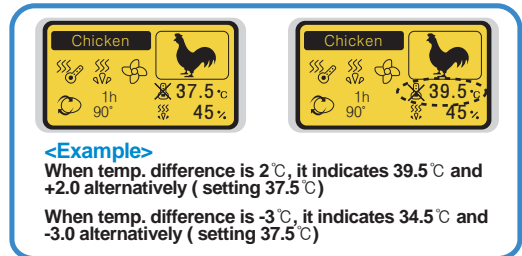 Chicken
37.5℃
1h
90°
45%
Chicken
39.5℃
1h
90°
45%
<Example>
When temp. difference is 2℃, it indicates 39.5℃ and
+2.0 alternatively ( setting 37.5℃)
When temp. difference is -3℃, it indicates 34.5℃ and
-3.0 alternatively ( setting 37.5℃)